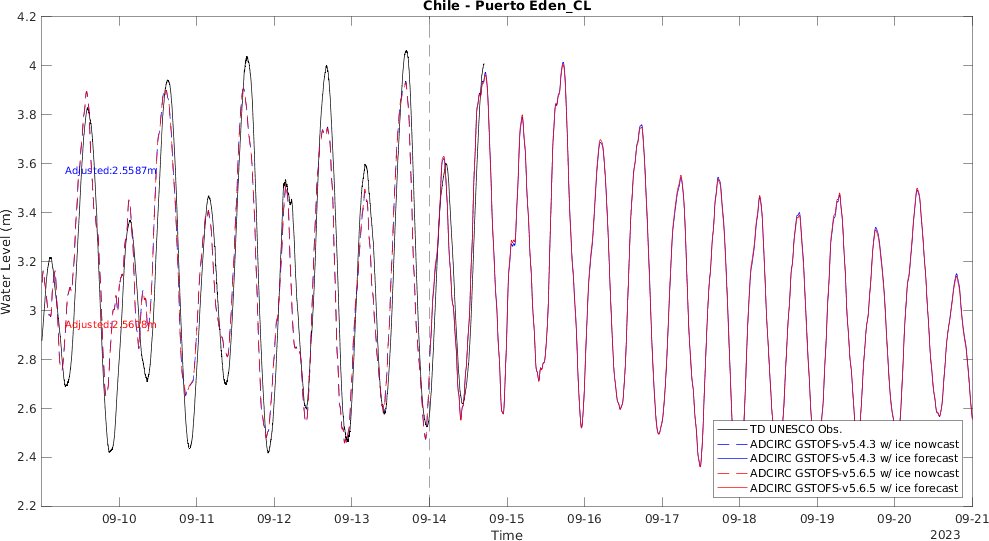 Chile - Puerto Eden_CL
Water Level (m)
4.2
4
3.8
3.6
3.4
3.2
3
2.8
2.6
2.4
2.2
Adjusted:2.5587m
TD UNESCO Obs.
ADCIRC GSTOFS-v5.4.3 w/ ice nowcast
ADCIRC GSTOFS-v5.4.3 w/ ice forecast
ADCIRC GSTOFS-v5.6.5 w/ ice nowcast
ADCIRC GSTOFS-v5.6.5 w/ ice forecast
09-10 09-11 09-12 09-13 09-14 09-15 09-16 09-17 09-18 09-19 09-20 09-21
Time
2023